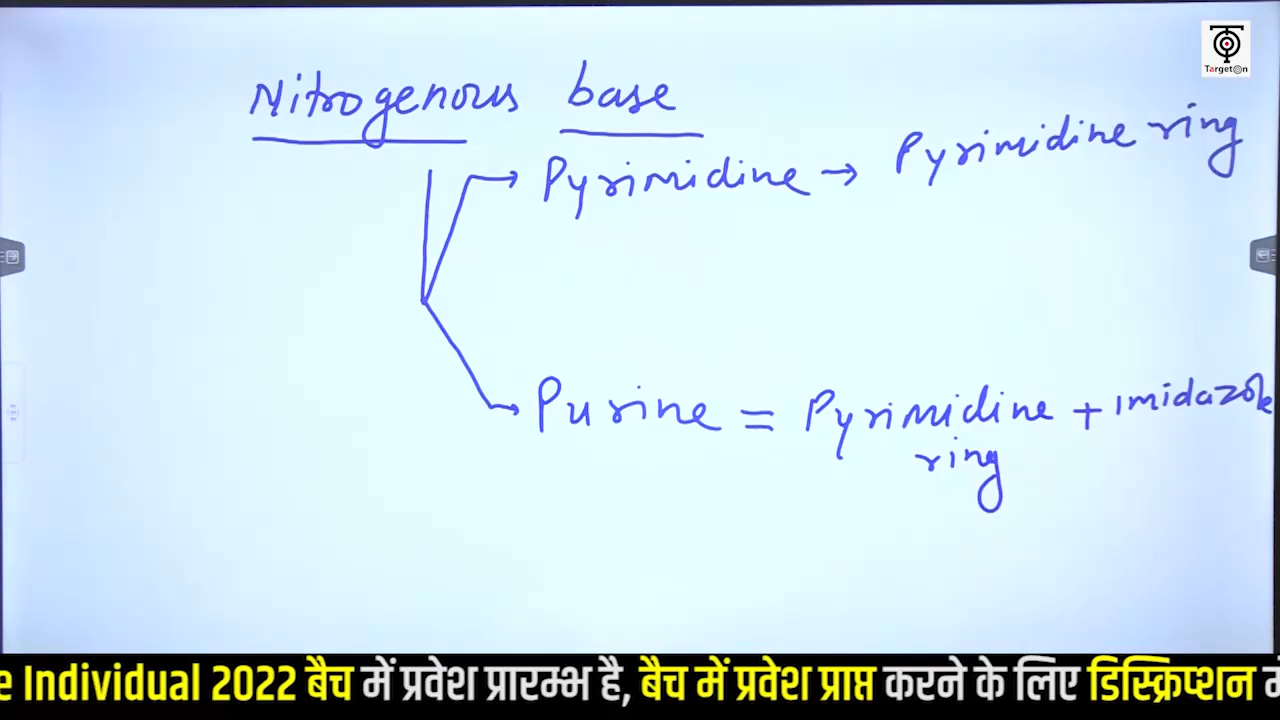 TargetOn
Nitrogenous base
Pyrimidine → Pyrimidine ring
Purine = Pyrimidine + imidazole
ring
e Individual 2022 बैच में प्रवेश प्रारम्भ है, बैच में प्रवेश प्राप्त करने के लिए डिस्क्रिप्शन में